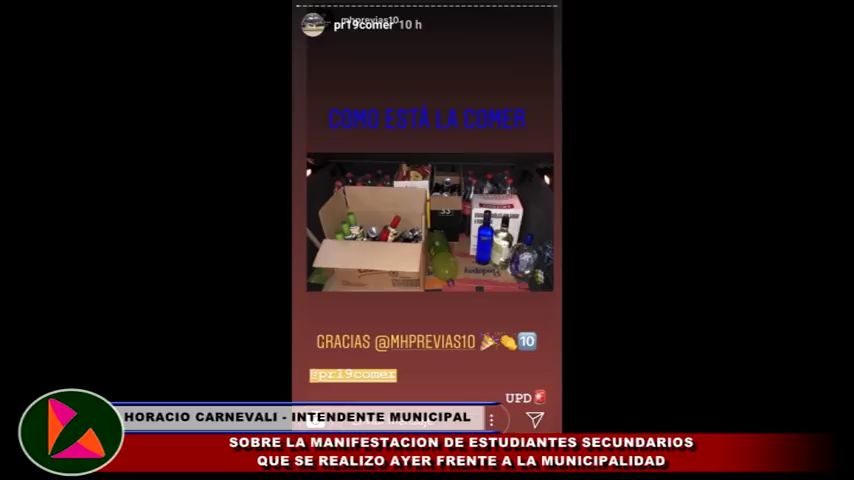 mhprevias10
pr19comer 10 h
COMO ESTÁ LA COMER
GRACIAS @MHPREVIAS10 🎉👏🔟
@pr19comer
UPD🚨
HORACIO CARNEVALI - INTENDENTE MUNICIPAL
SOBRE LA MANIFESTACION DE ESTUDIANTES SECUNDARIOS
QUE SE REALIZO AYER FRENTE A LA MUNICIPALIDAD